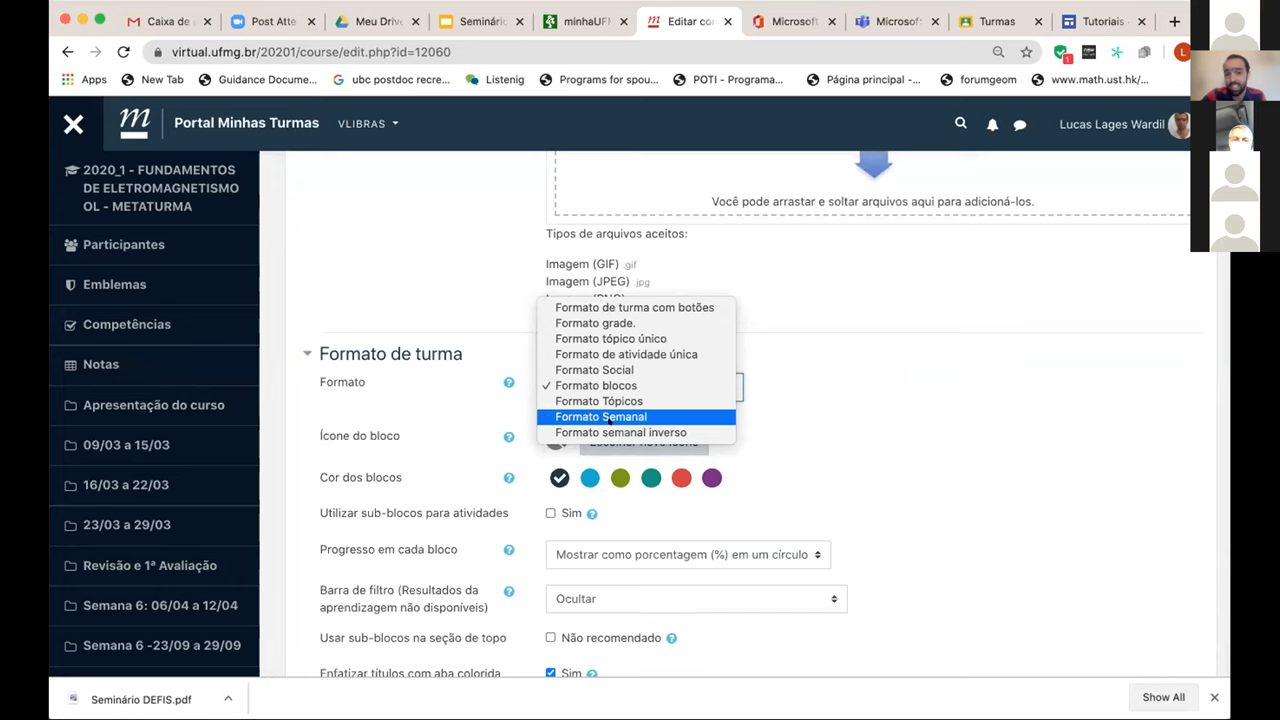 Caixa de
Post Atte
Meu Drive
Seminário
minhaUFM
Editar co
Microsoft
Microsof
Turmas
Tutoriais -
virtual.ufmg.br/20201/course/edit.php?id=12060
Apps
New Tab
Guidance Docume...
ubc postdoc recre...
Listenig
Programs for spou...
POTI - Programa...
Página principal -...
forumgeom
www.math.ust.hk/...
Portal Minhas Turmas
VLIBRAS
Lucas Lages Wardil
2020_1 - FUNDAMENTOS
DE ELETROMAGNETISMO
OL - METATURMA
Participantes
Emblemas
Competências
Notas
Apresentação do curso
09/03 a 15/03
16/03 a 22/03
23/03 a 29/03
Revisão e 1ª Avaliação
Semana 6: 06/04 a 12/04
Semana 6 -23/09 a 29/09
Você pode arrastar e soltar arquivos aqui para adicioná-los.
Tipos de arquivos aceitos:
Imagem (GIF) .gif
Imagem (JPEG) .jpg
Formato de turma
Formato
Formato de turma com botões
Formato grade.
Formato tópico único
Formato de atividade única
Formato Social
Formato blocos
Formato Tópicos
Formato Semanal
Formato semanal inverso
Ícone do bloco
Cor dos blocos
Utilizar sub-blocos para atividades
Sim
Progresso em cada bloco
Mostrar como porcentagem (%) em um círculo
Barra de filtro (Resultados da
aprendizagem não disponíveis)
Ocultar
Usar sub-blocos na seção de topo
Não recomendado
Enfatizar títulos com aba colorida
Sim
Seminário DEFIS.pdf
Show All